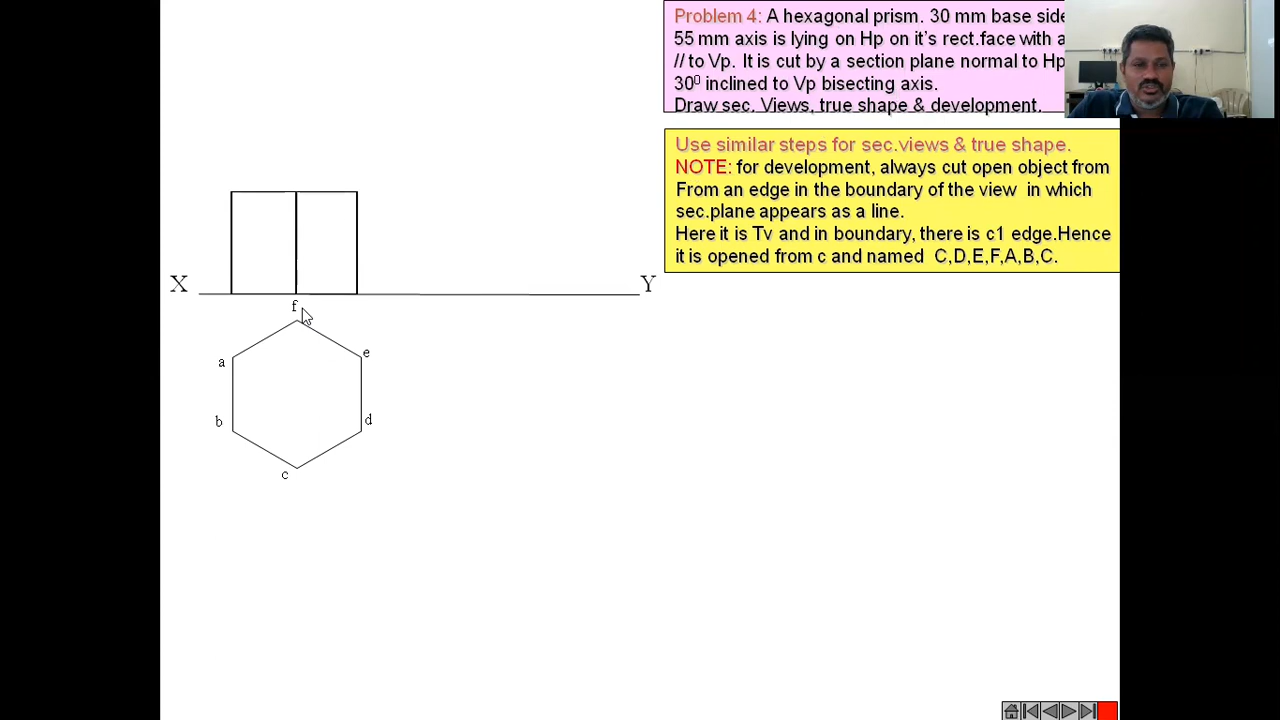 Problem 4: A hexagonal prism. 30 mm base side
55 mm axis is lying on Hp on it's rect.face with a
// to Vp. It is cut by a section plane normal to Hp
30⁰ inclined to Vp bisecting axis.
Draw sec. Views, true shape & development.
Use similar steps for sec.views & true shape.
NOTE: for development, always cut open object from
From an edge in the boundary of the view in which
sec.plane appears as a line.
Here it is Tv and in boundary, there is c1 edge.Hence
it is opened from c and named C,D,E,F,A,B,C.
X
Y
f
a
e
b
d
c